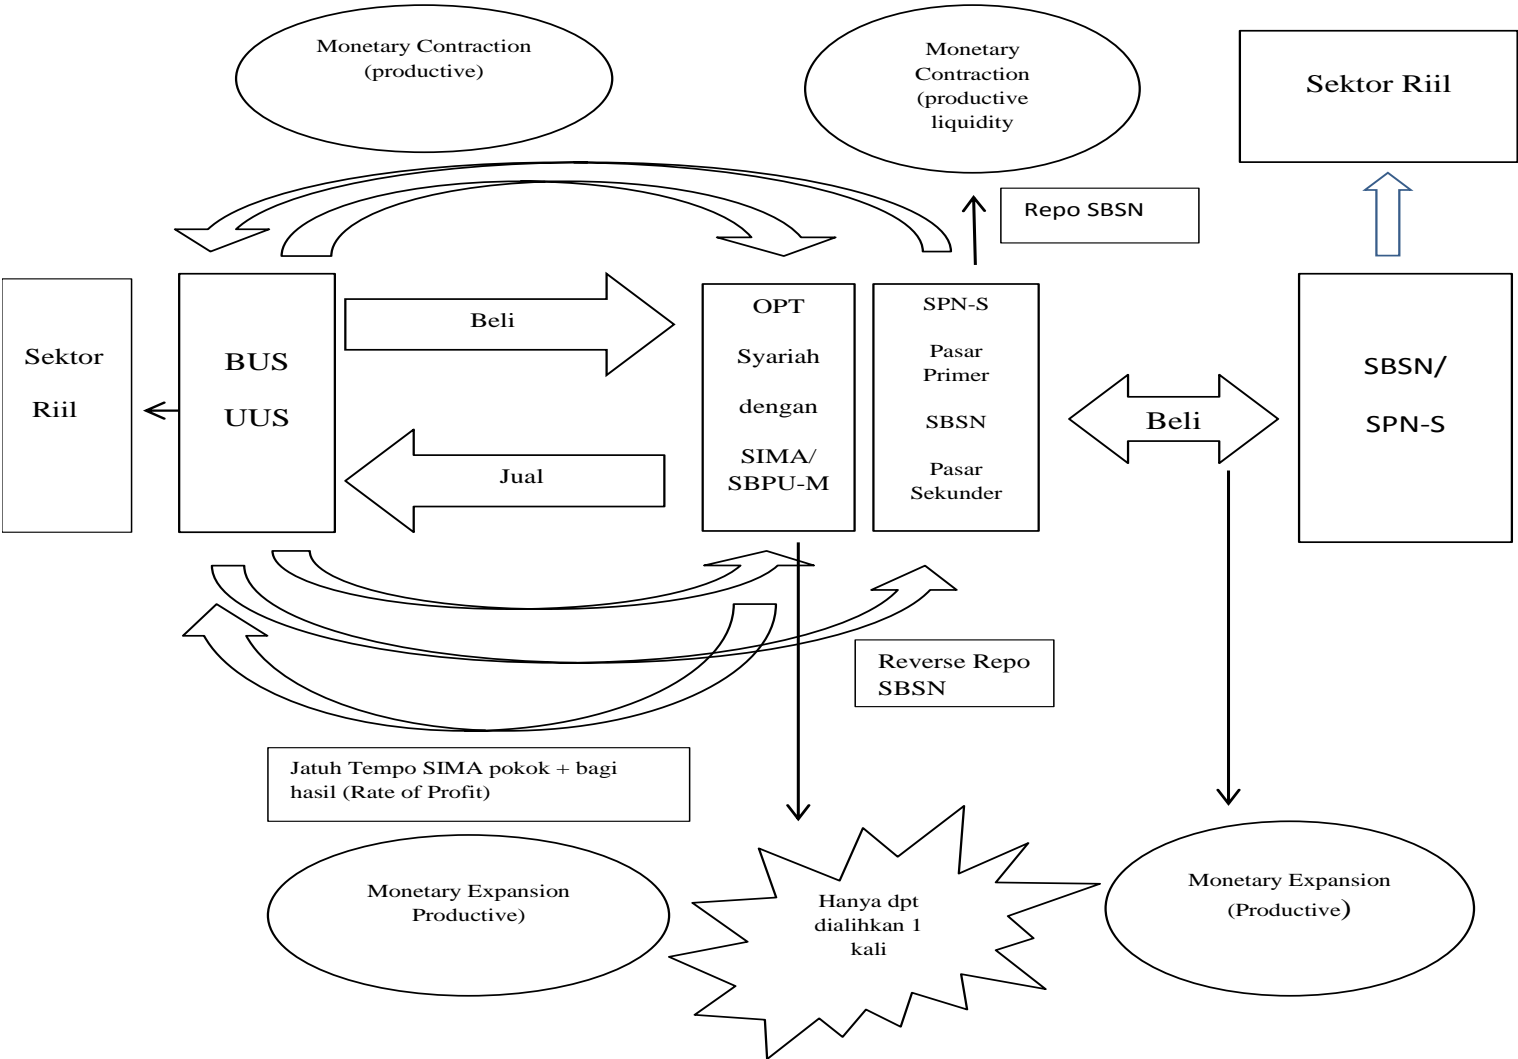 Monetary Contraction
(productive)
Monetary
Contraction
(productive
liquidity
Sektor Riil
Repo SBSN
Sektor
Riil
BUS
UUS
Beli
Jual
OPT
Syariah
dengan
SIMA/
SBPU-M
SPN-S
Pasar
Primer
SBSN
Pasar
Sekunder
Beli
SBSN/
SPN-S
Reverse Repo
SBSN
Jatuh Tempo SIMA pokok + bagi
hasil (Rate of Profit)
Monetary Expansion
Productive)
Hanya dpt
dialihkan 1
kali
Monetary Expansion
(Productive)